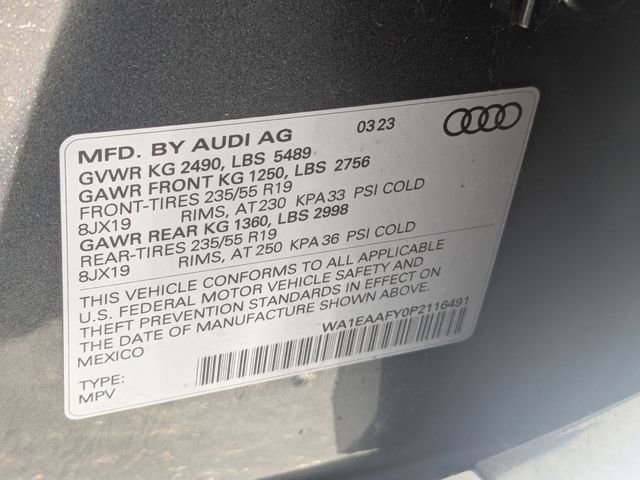 MFD. BY AUDI AG 03 23
GVWR KG 2490, LBS 5489
GAWR FRONT KG 1250, LBS 2756
FRONT-TIRES 235/55 R19
8JX19 RIMS, AT 230 KPA 33 PSI COLD
GAWR REAR KG 1360, LBS 2998
REAR-TIRES 235/55 R19
8JX19 RIMS, AT 250 KPA 36 PSI COLD
THIS VEHICLE CONFORMS TO ALL APPLICABLE
U.S. FEDERAL MOTOR VEHICLE SAFETY AND
THEFT PREVENTION STANDARDS IN EFFECT ON
THE DATE OF MANUFACTURE SHOWN ABOVE.
MEXICO WA1EAAFY0P2116491
TYPE:
MPV